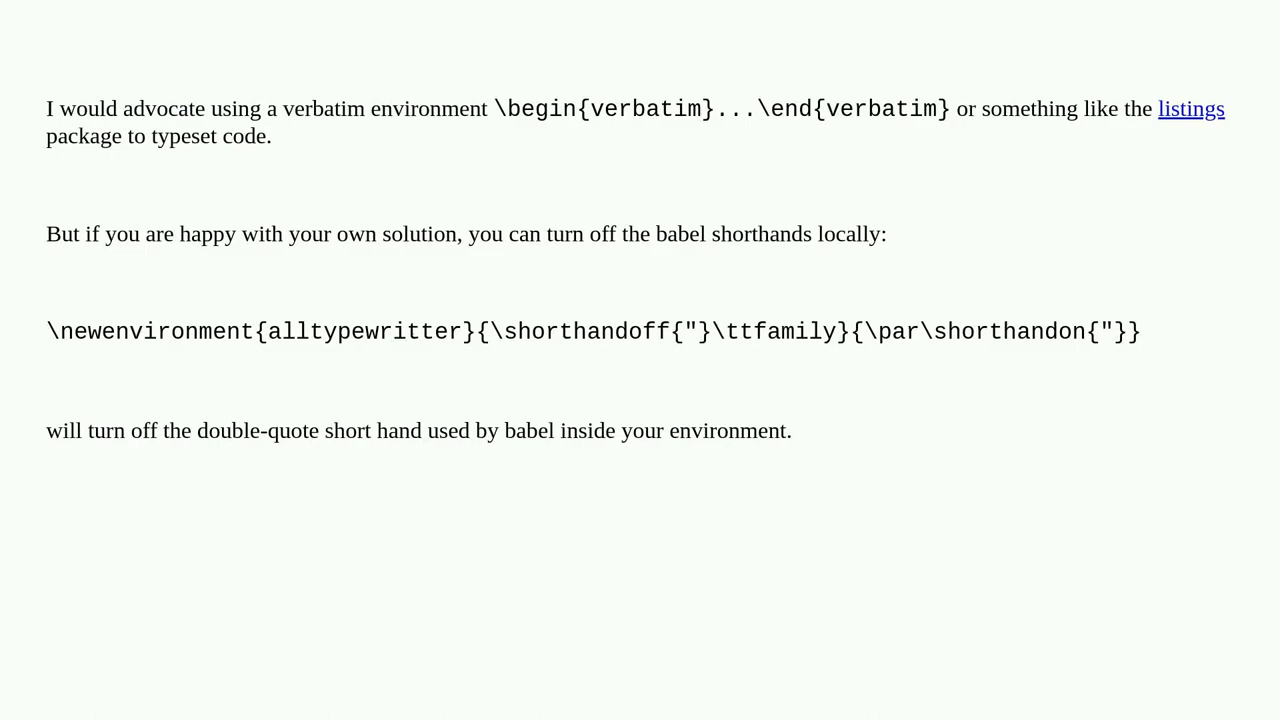 I would advocate using a verbatim environment \begin{verbatim}...\end{verbatim} or something like the listings
package to typeset code.
But if you are happy with your own solution, you can turn off the babel shorthands locally:
\newenvironment{alltypewritter}{\shorthandoff{"}\ttfamily}{\par\shorthandon{"}}
will turn off the double-quote short hand used by babel inside your environment.